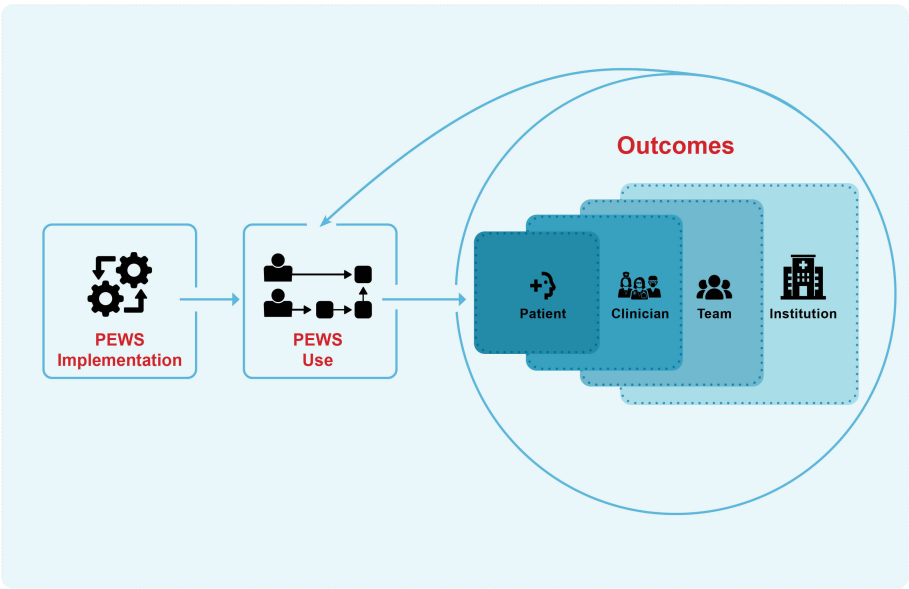 Outcomes
PEWS
Implementation
PEWS
Use
Patient
Clinician
Team
Institution